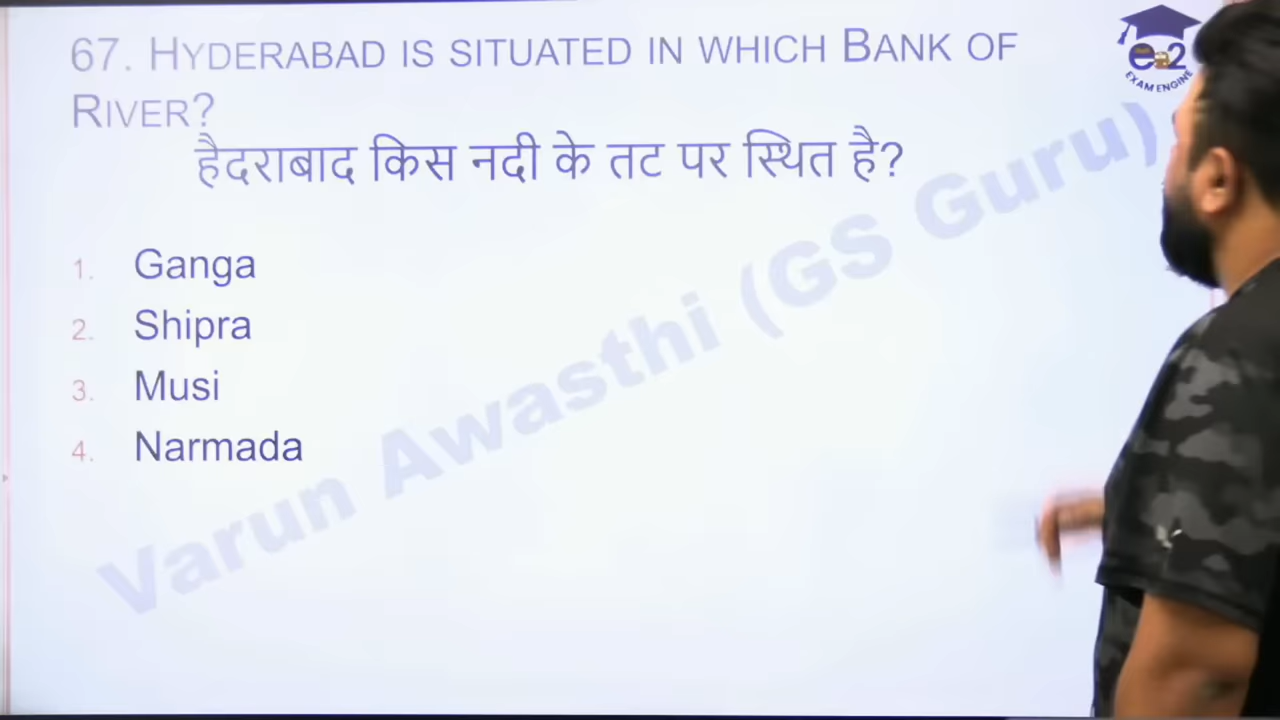 67. HYDERABAD IS SITUATED IN WHICH BANK OF
RIVER?
हैदराबाद किस नदी के तट पर स्थित है?
1. Ganga
2. Shipra
3. Musi
4. Narmada
Varun Awasthi (GS Guru)
e2
EXAM ENGINE